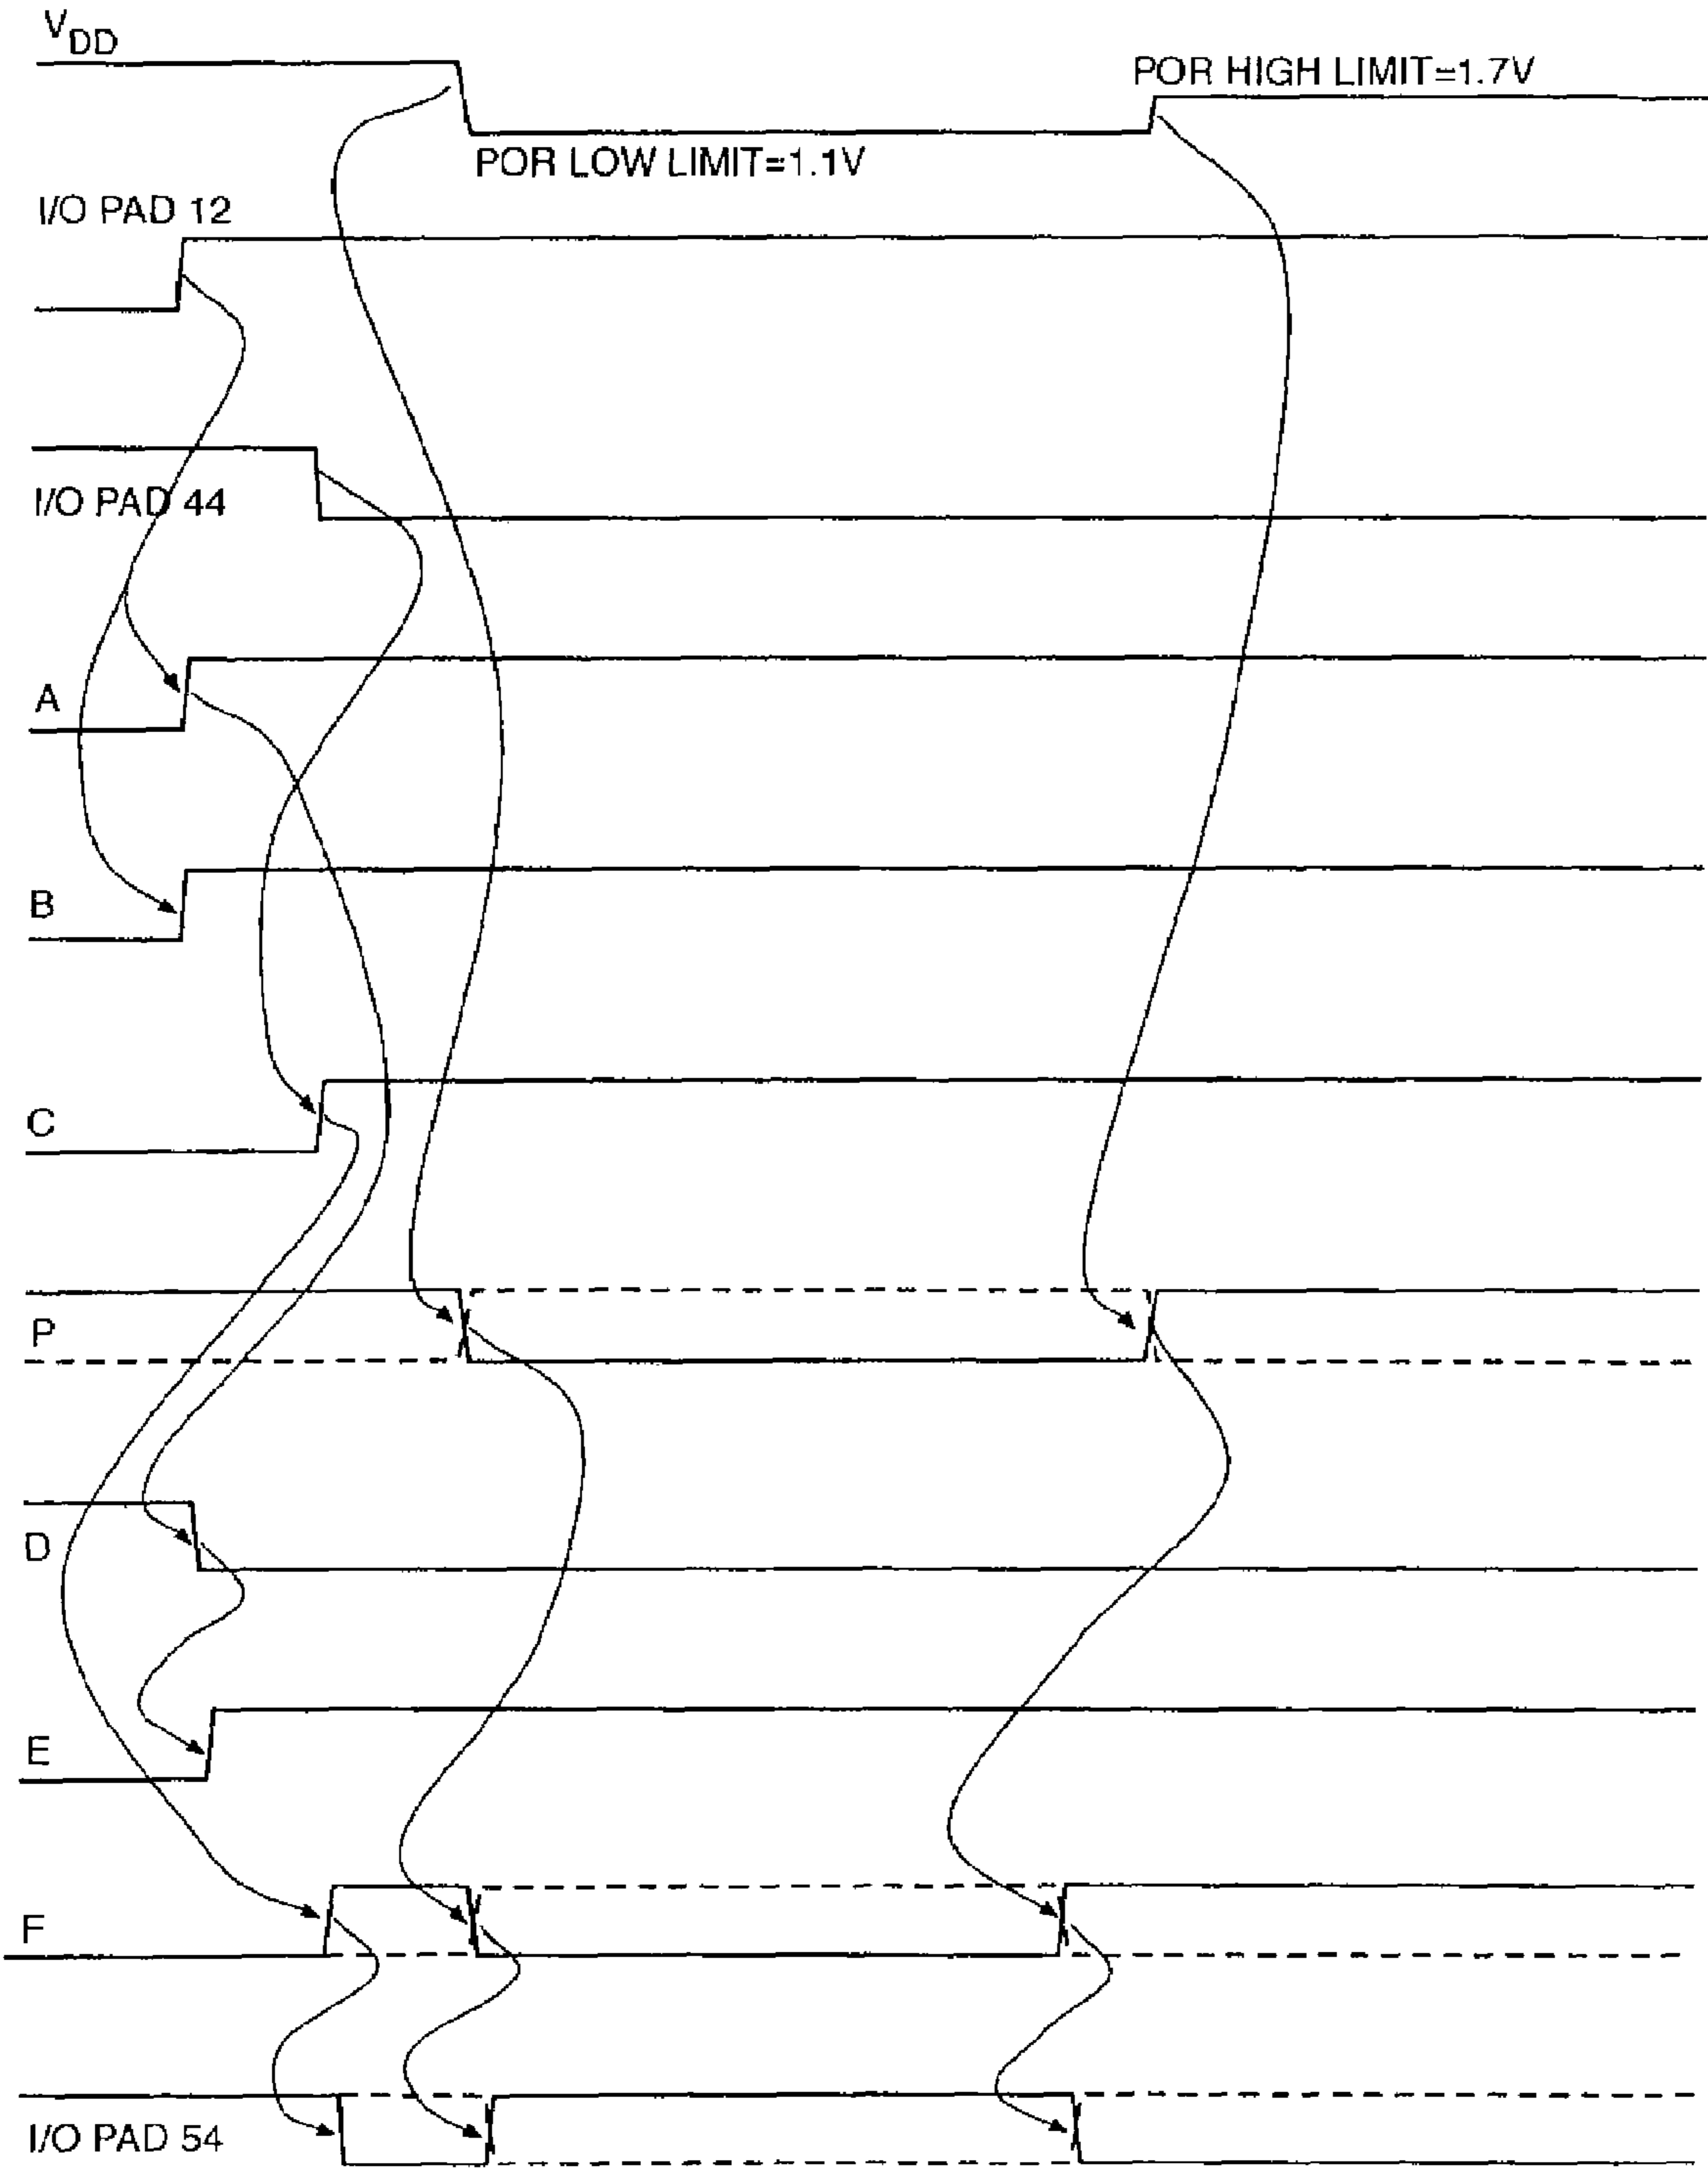 VDD
POR HIGH LIMIT=1.7V
POR LOW LIMIT=1.1V
I/O PAD 12
I/O PAD 44
A
B
C
P
D
E
F
I/O PAD 54